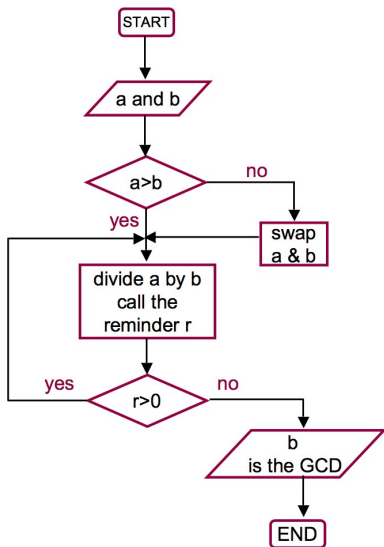 START
a and b
a>b
no
yes
swap
a & b
divide a by b
call the
reminder r
yes
r>0
no
b
is the GCD
END